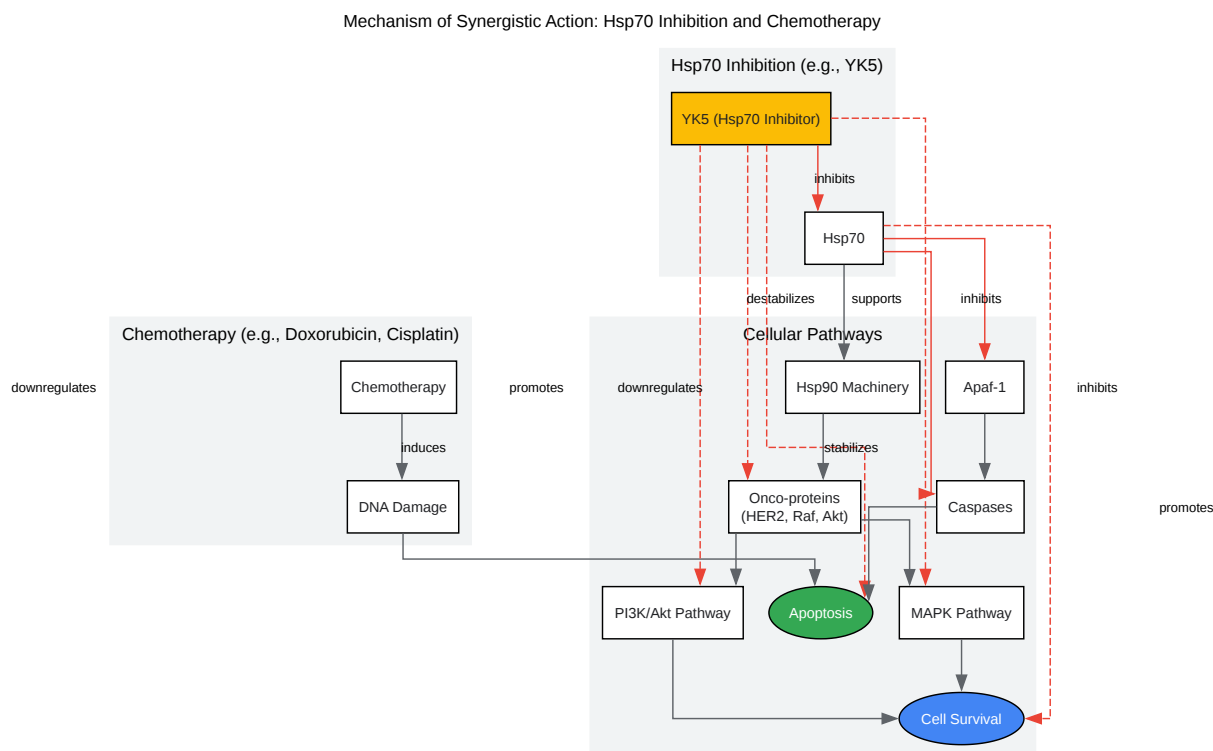 Mechanism of Synergistic Action: Hsp70 Inhibition and Chemotherapy
Hsp70 Inhibition (e.g., YK5)
YK5 (Hsp70 Inhibitor)
inhibits
Hsp70
destabilizes
supports
inhibits
Chemotherapy (e.g., Doxorubicin, Cisplatin)
Cellular Pathways
downregulates
Chemotherapy
promotes
downregulates
Hsp90 Machinery
Apaf-1
inhibits
induces
stabilizes
DNA Damage
Onco-proteins
(HER2, Raf, Akt)
Caspases
promotes
PI3K/Akt Pathway
Apoptosis
MAPK Pathway
Cell Survival